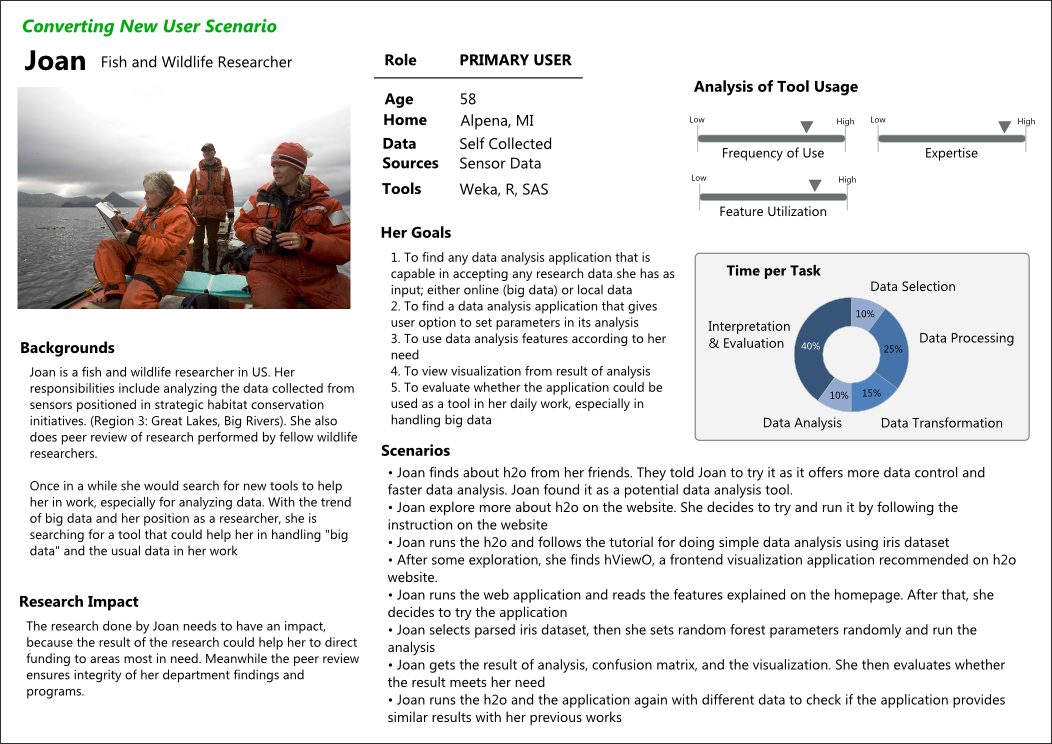 Converting New User Scenario
Joan Fish and Wildlife Researcher
Backgrounds
Joan is a fish and wildlife researcher in US. Her
responsibilities include analyzing the data collected from
sensors positioned in strategic habitat conservation
initiatives. (Region 3: Great Lakes, Big Rivers). She also
does peer review of research performed by fellow wildlife
researchers.
Once in a while she would search for new tools to help
her in work, especially for analyzing data. With the trend
of big data and her position as a researcher, she is
searching for a tool that could help her in handling "big
data" and the usual data in her work
Research Impact
The research done by Joan needs to have an impact,
because the result of the research could help her to direct
funding to areas most in need. Meanwhile the peer review
ensures integrity of her department findings and
programs.
Role PRIMARY USER
Age 58
Home Alpena, MI
Data Self Collected
Sources Sensor Data
Tools Weka, R, SAS
Her Goals
1. To find any data analysis application that is
capable in accepting any research data she has as
input; either online (big data) or local data
2. To find a data analysis application that gives
user option to set parameters in its analysis
3. To use data analysis features according to her
need
4. To view visualization from result of analysis
5. To evaluate whether the application could be
used as a tool in her daily work, especially in
handling big data
Analysis of Tool Usage
Low High
Frequency of Use
Low High
Expertise
Low High
Feature Utilization
Time per Task
Data Selection
10%
Data Processing
25%
Data Transformation
15%
Data Analysis
10%
Interpretation
& Evaluation
40%
Scenarios
• Joan finds about h2o from her friends. They told Joan to try it as it offers more data control and
faster data analysis. Joan found it as a potential data analysis tool.
• Joan explore more about h2o on the website. She decides to try and run it by following the
instruction on the website
• Joan runs the h2o and follows the tutorial for doing simple data analysis using iris dataset
• After some exploration, she finds hViewO, a frontend visualization application recommended on h2o
website.
• Joan runs the web application and reads the features explained on the homepage. After that, she
decides to try the application
• Joan selects parsed iris dataset, then she sets random forest parameters randomly and run the
analysis
• Joan gets the result of analysis, confusion matrix, and the visualization. She then evaluates whether
the result meets her need
• Joan runs the h2o and the application again with different data to check if the application provides
similar results with her previous works